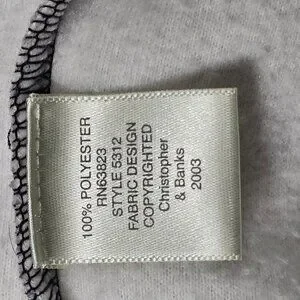 100% POLYESTER
RN63823
STYLE 5312
FABRIC DESIGN
COPYRIGHTED
Christopher
& Banks
2003